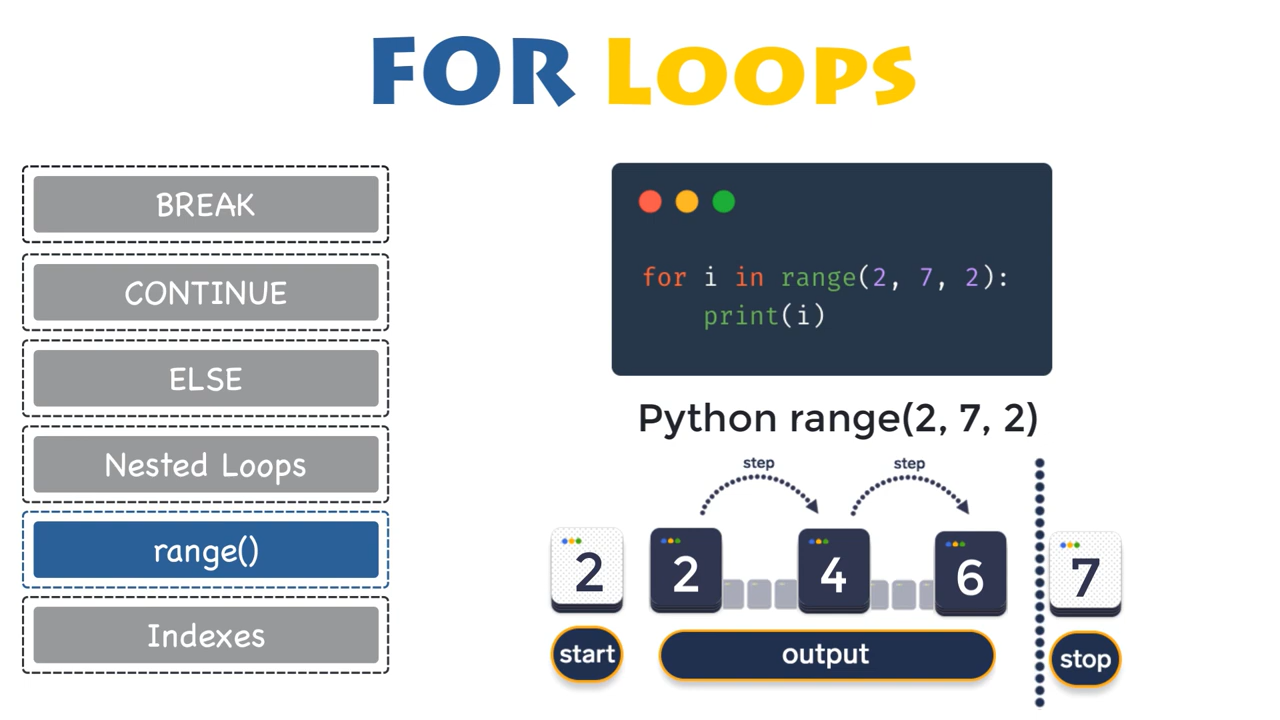 FOR LOOPS
BREAK
CONTINUE
ELSE
Nested Loops
range()
Indexes
for i in range(2, 7, 2):
    print(i)
Python range(2, 7, 2)
step step
2 2 4 6 7
start output stop